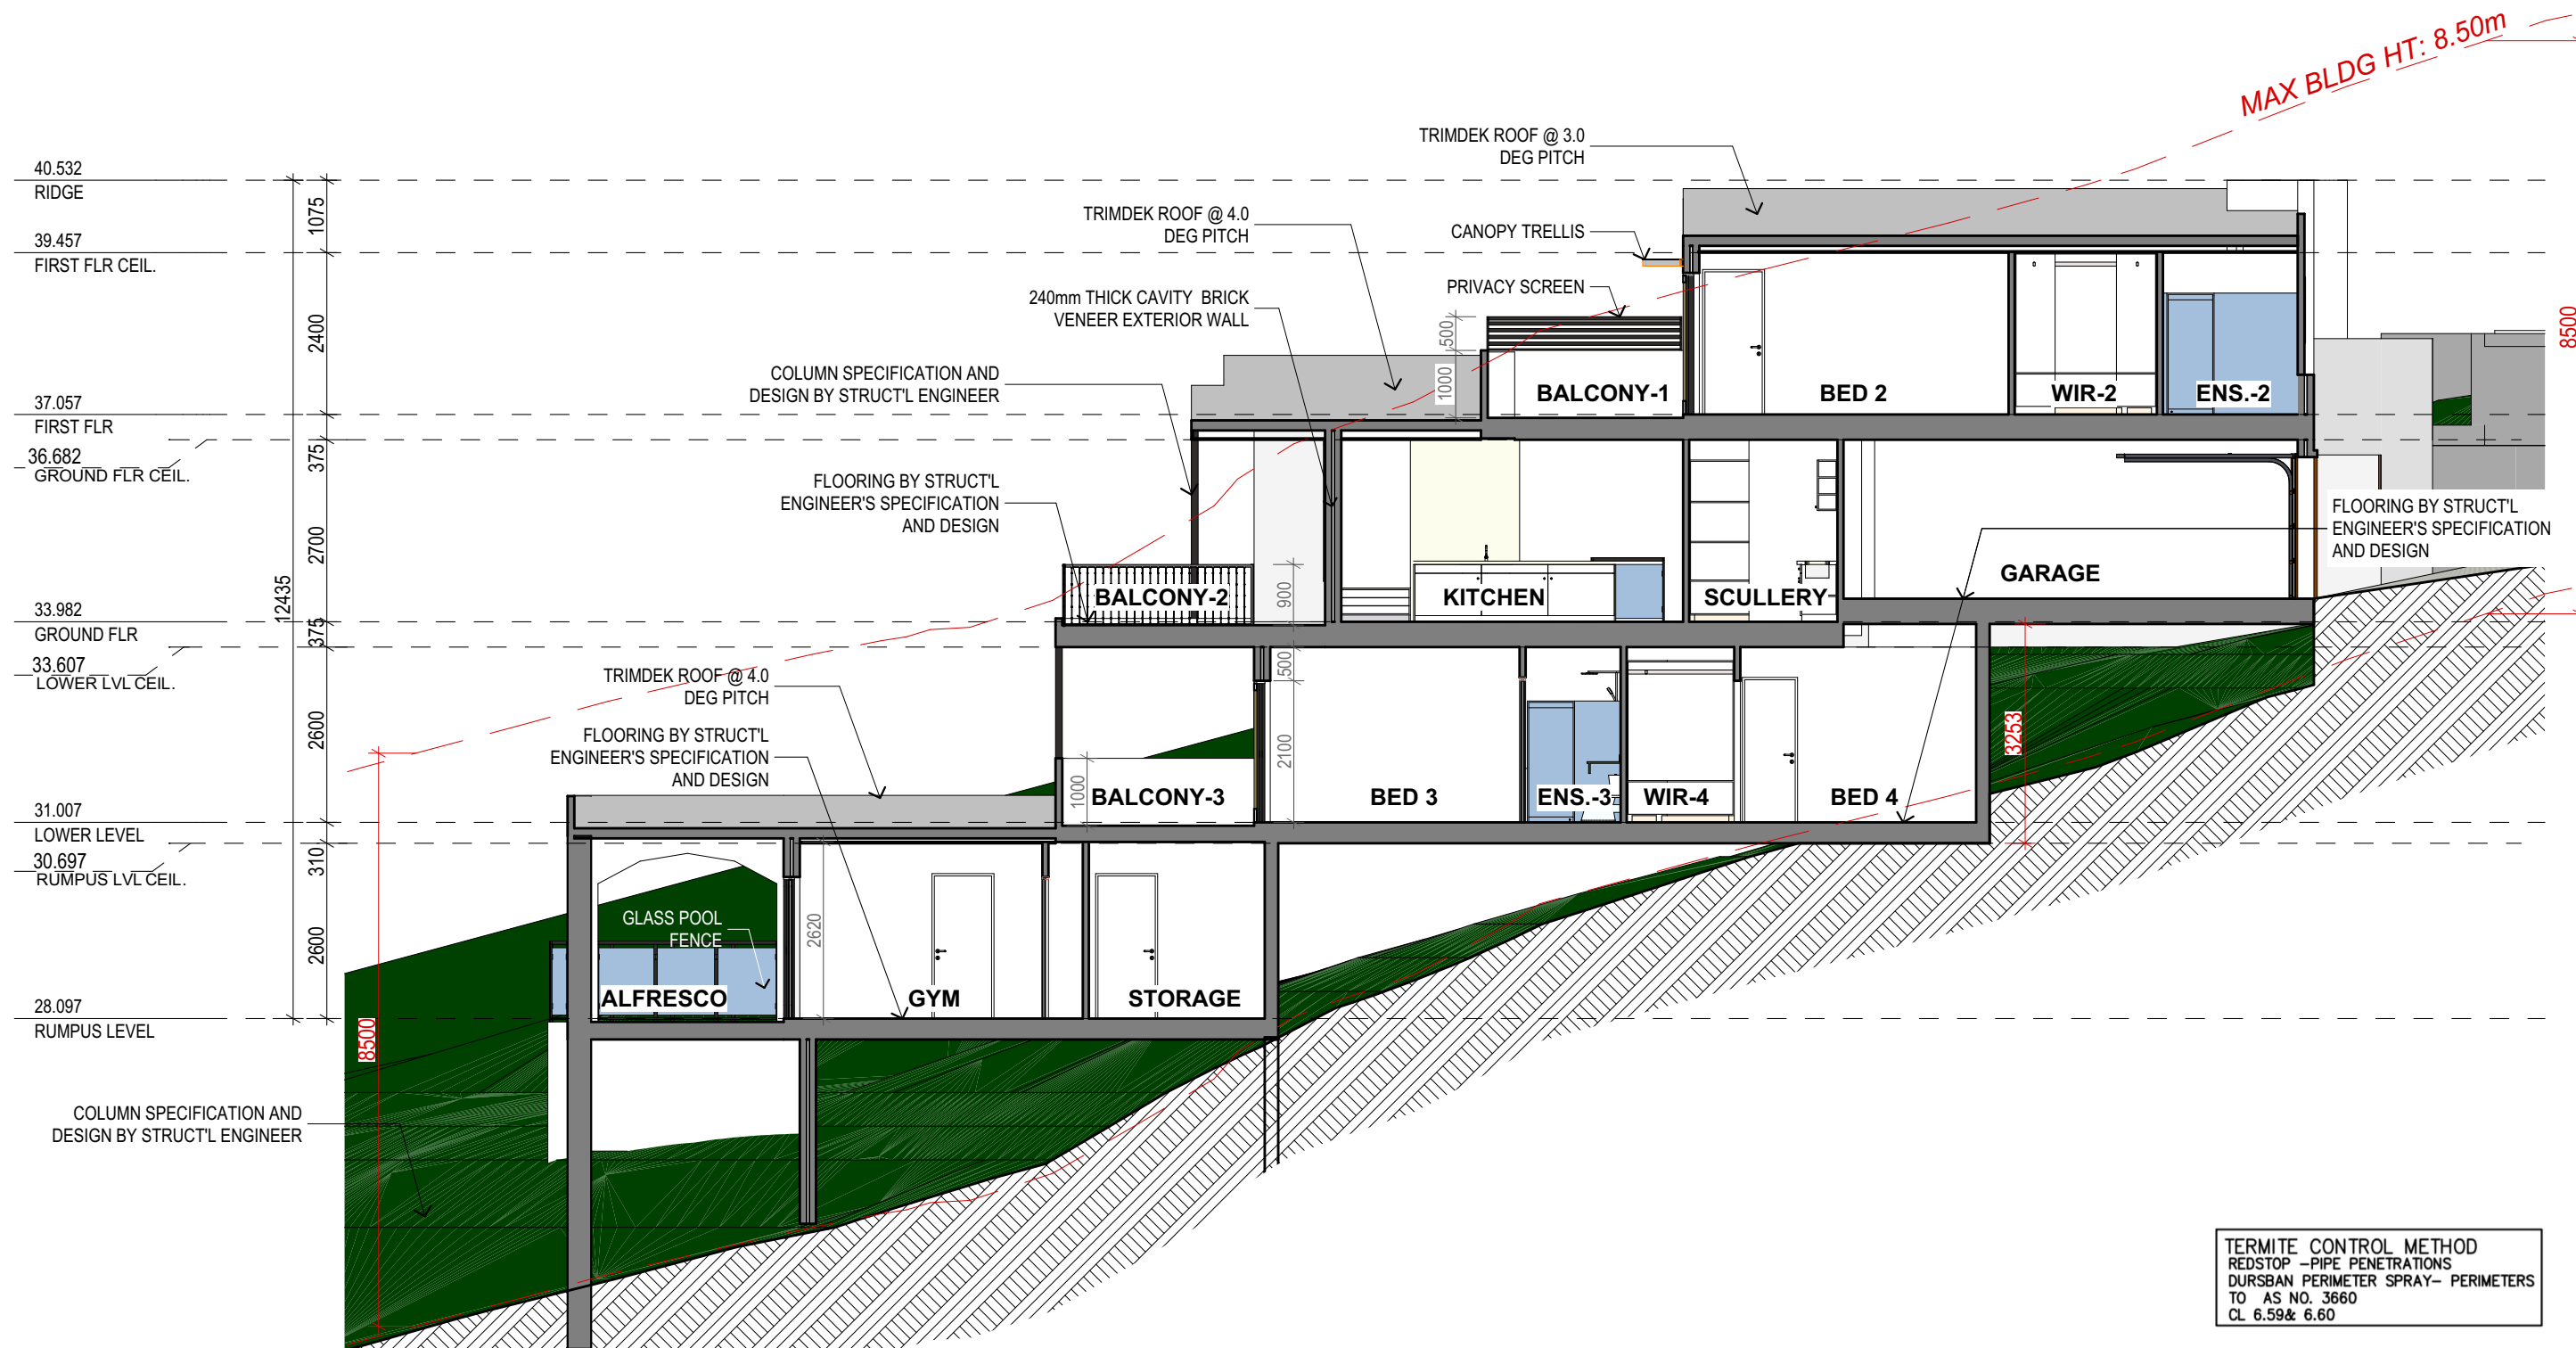 MAX BLDG HT: 8.50m
TRIMDEK ROOF @ 3.0
DEG PITCH
40.532
RIDGE
1075
TRIMDEK ROOF @ 4.0
DEG PITCH
CANOPY TRELLIS
39.457
FIRST FLR CEIL.
PRIVACY SCREEN
240mm THICK CAVITY  BRICK
VENEER EXTERIOR WALL
2400
500
8500
COLUMN SPECIFICATION AND
DESIGN BY STRUCT'L ENGINEER
1000
BALCONY-1
BED 2
WIR-2
ENS.-2
37.057
FIRST FLR
375
36.682
GROUND FLR CEIL.
FLOORING BY STRUCT'L
ENGINEER'S SPECIFICATION
AND DESIGN
FLOORING BY STRUCT'L
ENGINEER'S SPECIFICATION
AND DESIGN
2700
12435
GARAGE
900
BALCONY-2
KITCHEN
SCULLERY
33.982
GROUND FLR
375
33.607
LOWER LVL CEIL.
500
TRIMDEK ROOF @ 4.0
DEG PITCH
2600
FLOORING BY STRUCT'L
ENGINEER'S SPECIFICATION
AND DESIGN
2100
3253
1000
BALCONY-3
BED 3
ENS.-3
WIR-4
BED 4
31.007
LOWER LEVEL
310
30.697
RUMPUS LVL CEIL.
GLASS POOL
FENCE
2620
2600
ALFRESCO
GYM
STORAGE
28.097
RUMPUS LEVEL
8500
COLUMN SPECIFICATION AND
DESIGN BY STRUCT'L ENGINEER
TERMITE CONTROL METHOD
REDSTOP -PIPE PENETRATIONS
DURSBAN PERIMETER SPRAY- PERIMETERS
TO  AS NO. 3660
CL 6.59& 6.60